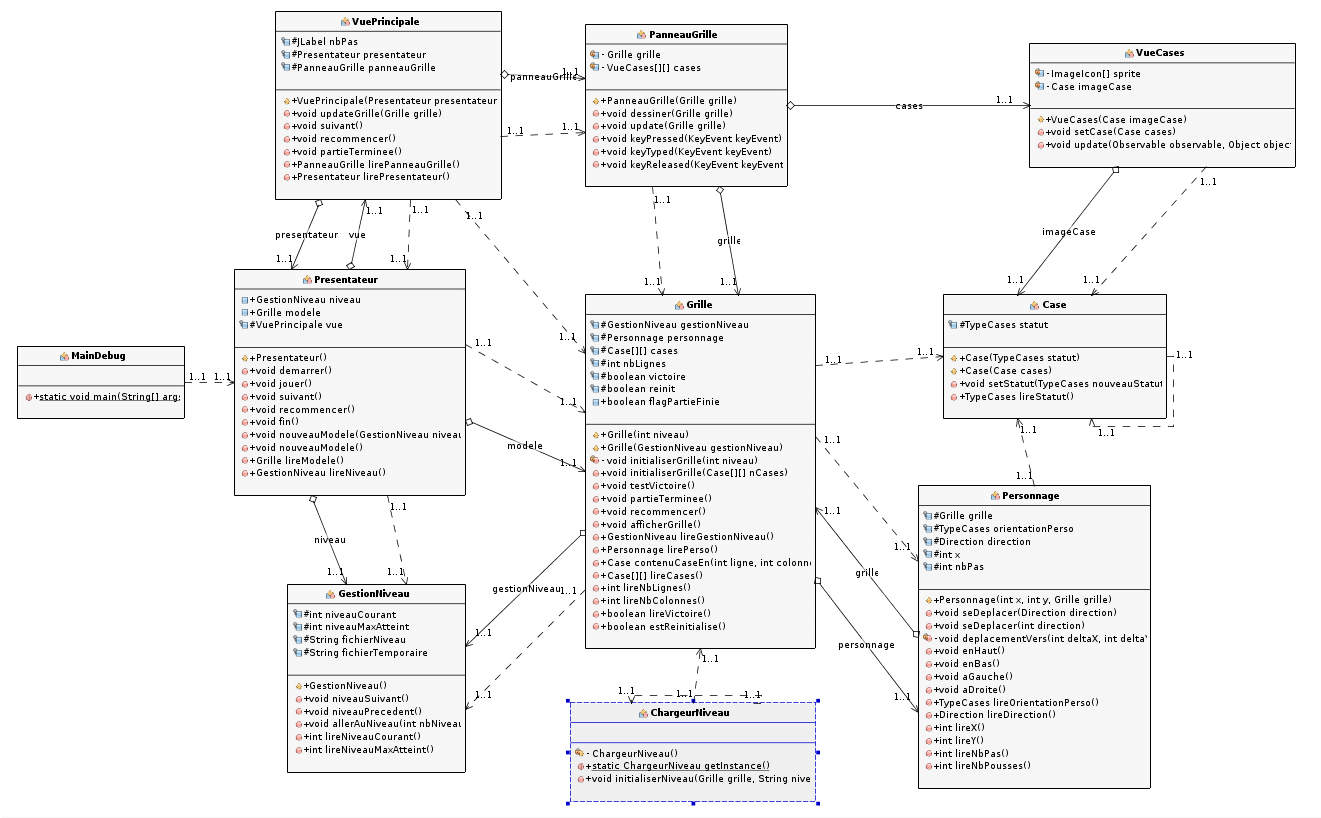 VuePrincipale
#JLabel nbPas
#Presentateur presentateur
#PanneauGrille panneauGrille
+VuePrincipale(Presentateur presentateur
+void updateGrille(Grille grille)
+void suivant()
+void recommencer()
+void partieTerminee()
+PanneauGrille lirePanneauGrille()
+Presentateur lirePresentateur()
panneauGrille
1..1
1..1
1..1
PanneauGrille
- Grille grille
- VueCases[][] cases
+PanneauGrille(Grille grille)
+void dessiner(Grille grille)
+void update(Grille grille)
+void keyPressed(KeyEvent keyEvent)
+void keyTyped(KeyEvent keyEvent)
+void keyReleased(KeyEvent keyEvent
cases
1..1
VueCases
- ImageIcon[] sprite
- Case imageCase
+VueCases(Case imageCase)
+void setCase(Case cases)
+void update(Observable observable, Object objec
presentateur
1..1
vue
1..1
1..1
1..1
1..1
1..1
1..1
1..1
grille
1..1
imageCase
1..1
1..1
1..1
MainDebug
+static void main(String[] arg
1..1
1..1
Presentateur
+GestionNiveau niveau
+Grille modele
#VuePrincipale vue
+Presentateur()
+void demarrer()
+void jouer()
+void suivant()
+void recommencer()
+void fin()
+void nouveauModele(GestionNiveau niveau
+void nouveauModele()
+Grille lireModele()
+GestionNiveau lireNiveau()
1..1
1..1
modele
1..1
Grille
#GestionNiveau gestionNiveau
#Personnage personnage
#Case[][] cases
#int nbLignes
#boolean victoire
#boolean reinit
+boolean flagPartieFinie
+Grille(int niveau)
+Grille(GestionNiveau gestionNiveau)
- void initialiserGrille(int niveau)
+void initialiserGrille(Case[][] nCases)
+void testVictoire()
+void partieTerminee()
+void recommencer()
+void afficherGrille()
+GestionNiveau lireGestionNiveau()
+Personnage lirePerso()
+Case contenuCaseEn(int ligne, int colonn
+Case[][] lireCases()
+int lireNbLignes()
+int lireNbColonnes()
+boolean lireVictoire()
+boolean estReinitialise()
1..1
1..1
Case
#TypeCases statut
+Case(TypeCases statut)
+Case(Case cases)
+void setStatut(TypeCases nouveauStatut
+TypeCases lireStatut()
1..1
1..1
1..1
1..1
1..1
1..1
grille
1..1
personnage
1..1
Personnage
#Grille grille
#TypeCases orientationPerso
#Direction direction
#int x
#int nbPas
+Personnage(int x, int y, Grille grille)
+void seDeplacer(Direction direction)
+void seDeplacer(int direction)
- void deplacementVers(int deltaX, int delta
+void enHaut()
+void enBas()
+void aGauche()
+void aDroite()
+TypeCases lireOrientationPerso()
+Direction lireDirection()
+int lireX()
+int lireY()
+int lireNbPas()
+int lireNbPousses()
niveau
1..1
1..1
1..1
GestionNiveau
#int niveauCourant
#int niveauMaxAtteint
#String fichierNiveau
#String fichierTemporaire
+GestionNiveau()
+void niveauSuivant()
+void niveauPrecedent()
+void allerAuNiveau(int nbNivea
+int lireNiveauCourant()
+int lireNiveauMaxAtteint()
gestionNiveau
1..1
1..1
1..1
1..1
1..1
1..1
1..1
ChargeurNiveau
- ChargeurNiveau()
+static ChargeurNiveau getInstance()
+void initialiserNiveau(Grille grille, String nive